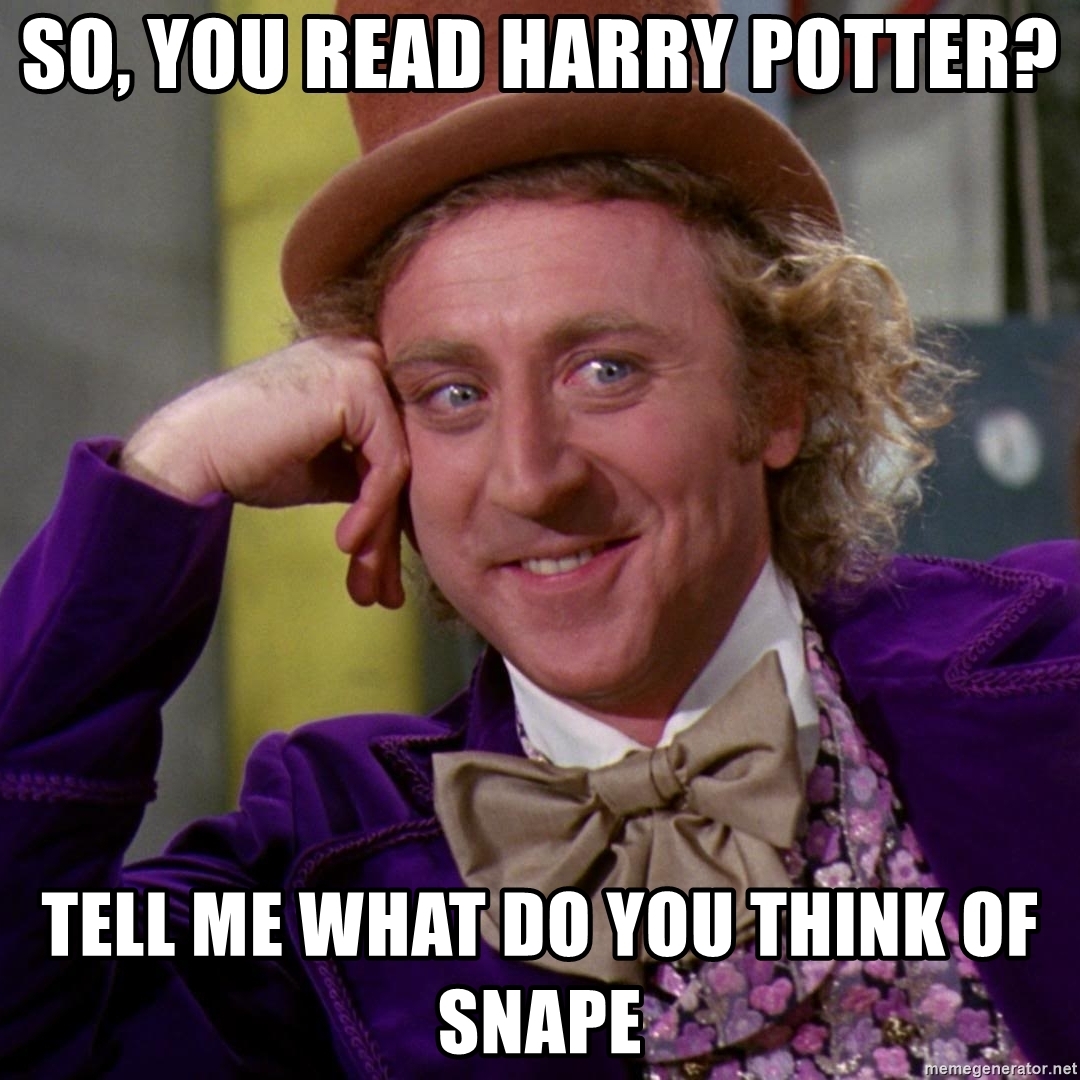 SO, YOU READ HARRY POTTER?
TELL ME WHAT DO YOU THINK OF
SNAPE
memegenerator.net